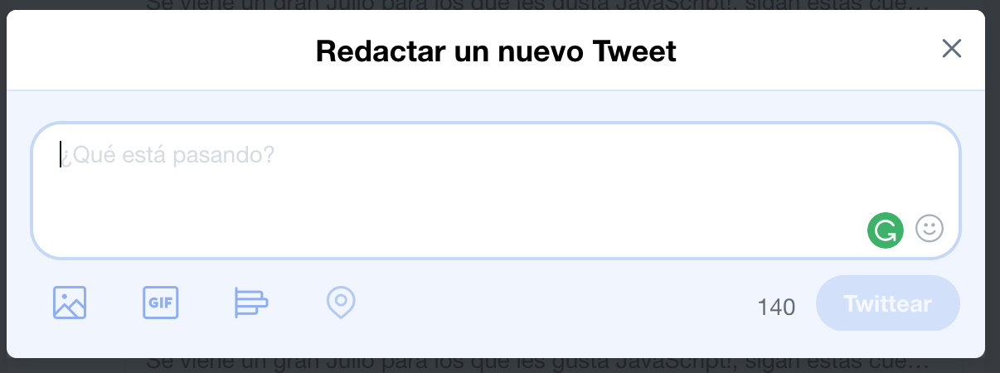 Se viene un gran Julio para los que les gusta JavaScript!, sigan estas cue...
Redactar un nuevo Tweet
¿Qué está pasando?
GIF
140
Twittear
Se viene un gran Julio para los que les gusta JavaScript!, sigan estas cue...